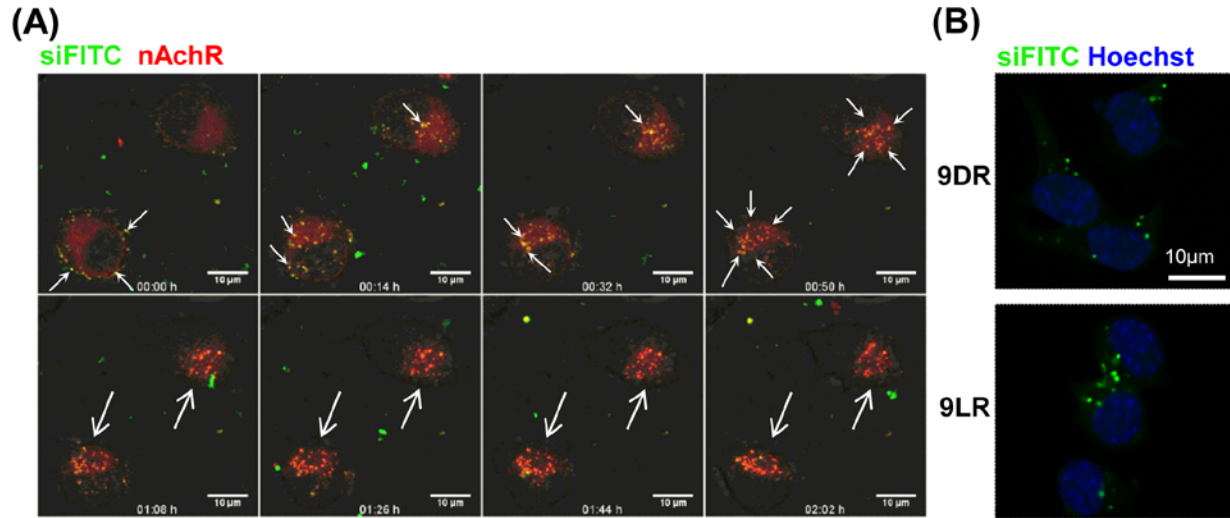 (A)
siFITC nAchR
00:00 h
10 µm
00:14 h
10 µm
00:32 h
10 µm
00:50 h
10 µm
01:08 h
10 µm
01:26 h
10 µm
01:44 h
10 µm
02:02 h
10 µm
(B)
siFITC Hoechst
9DR
10µm
9LR